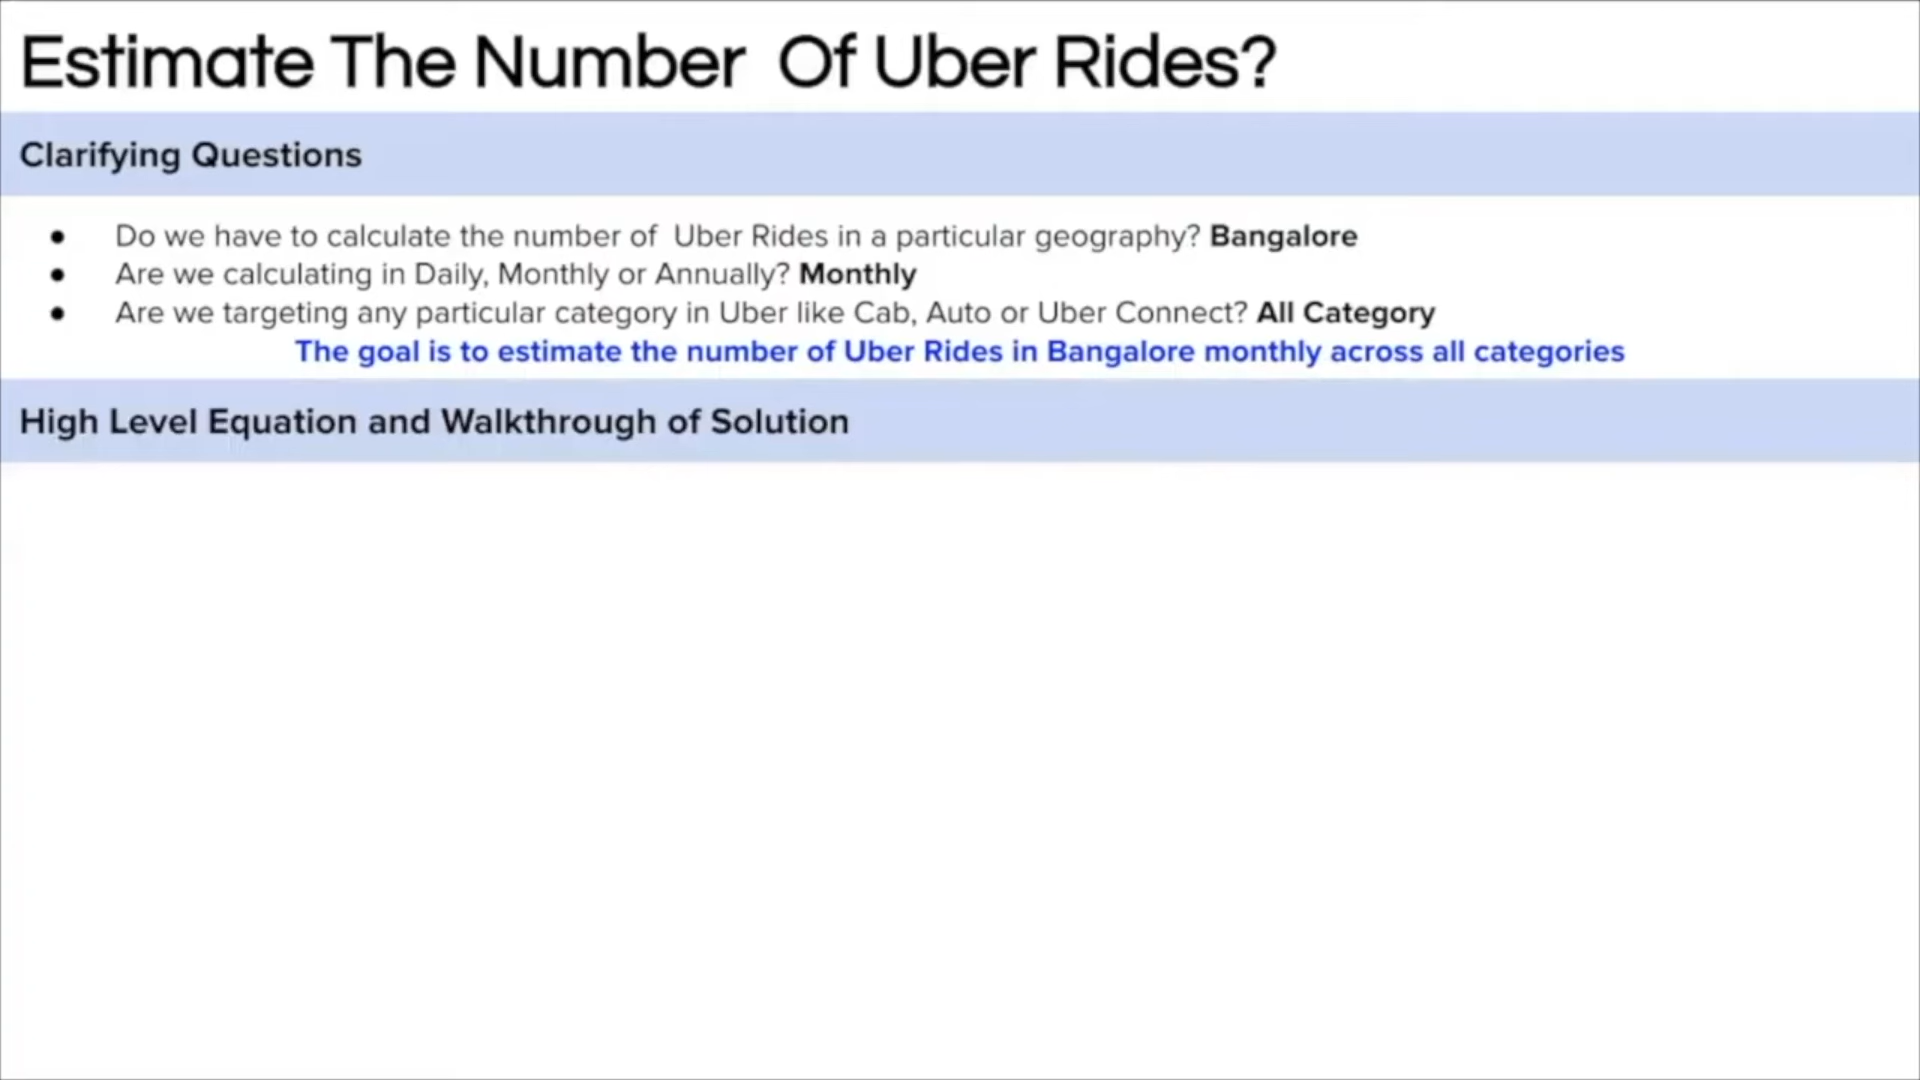 Estimate The Number Of Uber Rides?
Clarifying Questions
● Do we have to calculate the number of Uber Rides in a particular geography? Bangalore
● Are we calculating in Daily, Monthly or Annually? Monthly
● Are we targeting any particular category in Uber like Cab, Auto or Uber Connect? All Category
The goal is to estimate the number of Uber Rides in Bangalore monthly across all categories
High Level Equation and Walkthrough of Solution